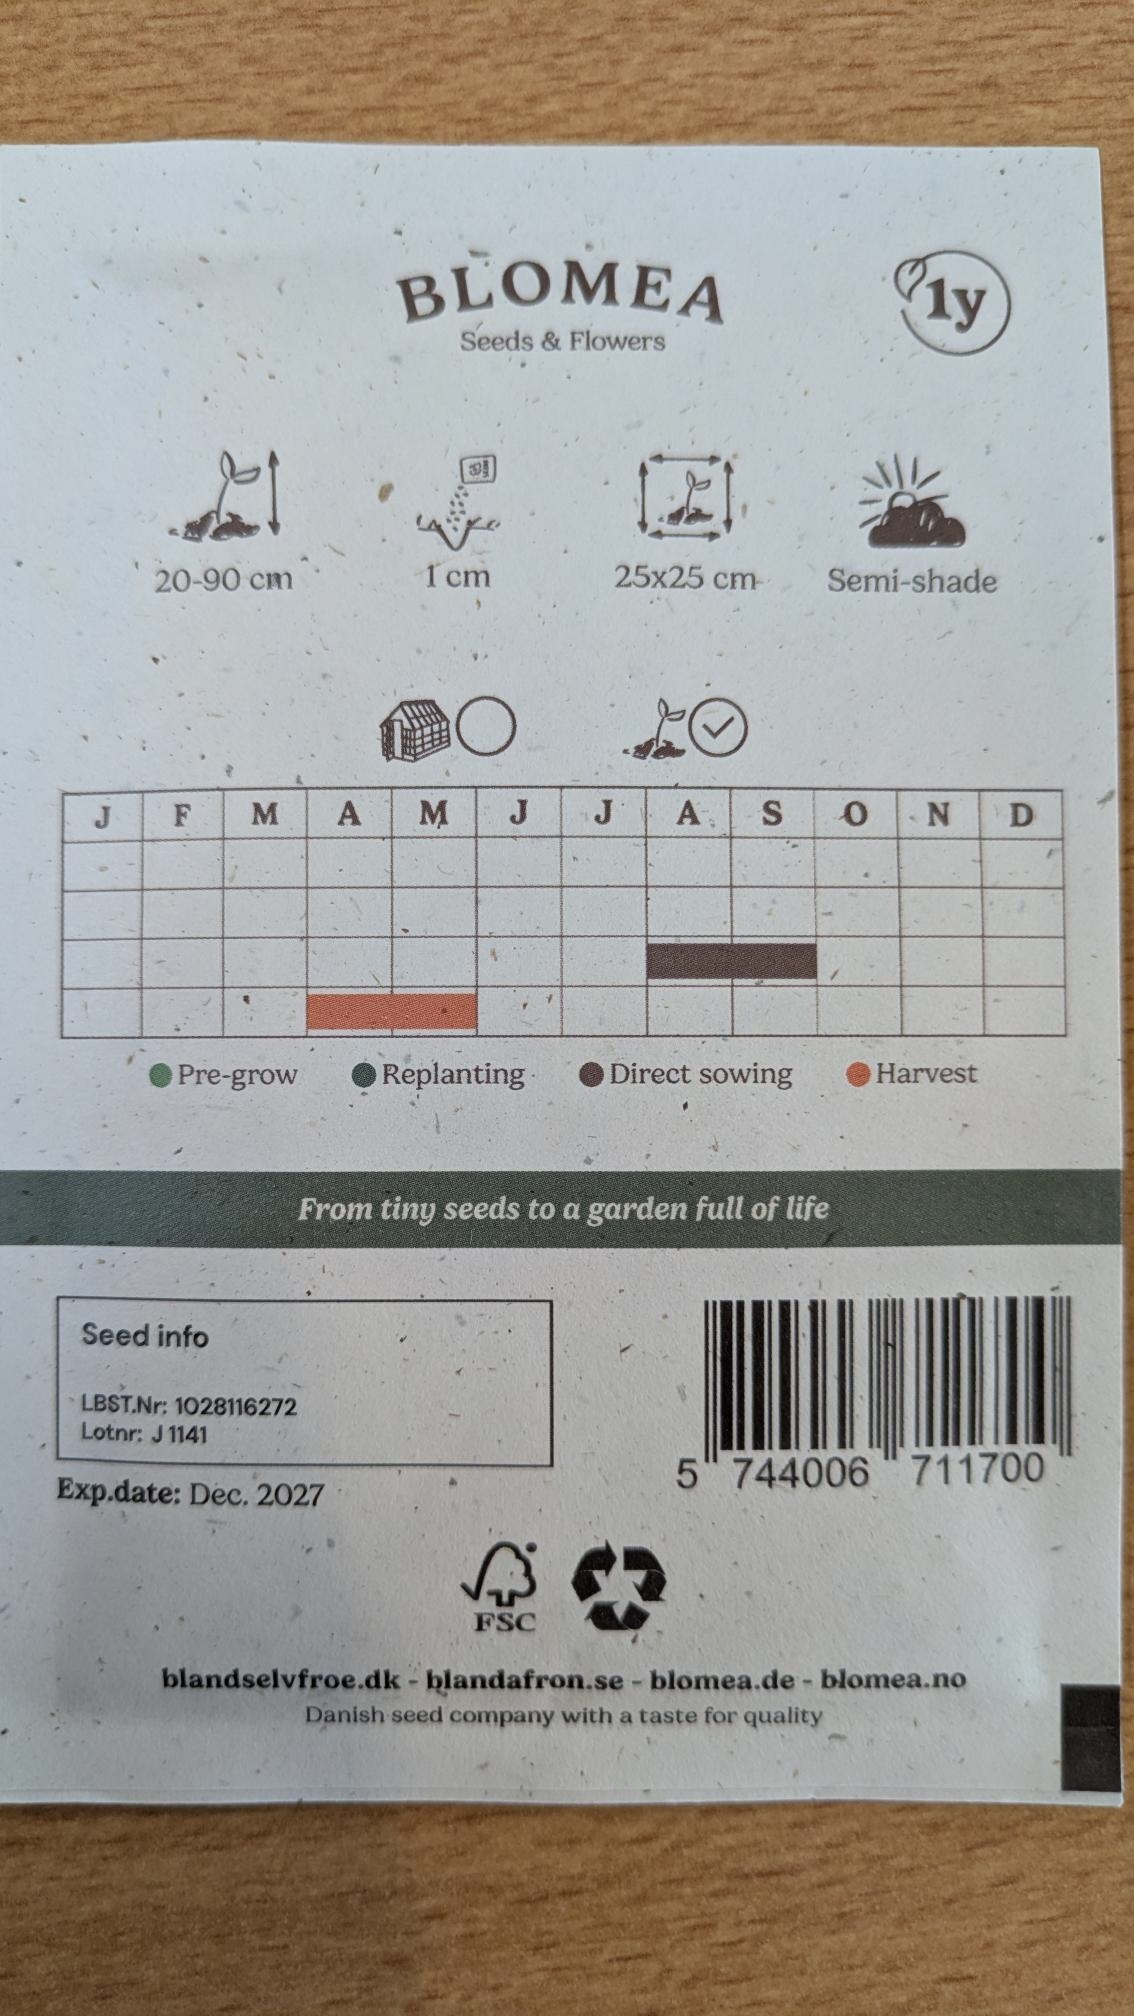 BLOMEA
Seeds & Flowers
1y
20-90 cm
1 cm
25x25 cm
Semi-shade
J F M A M J J A S O N D
Pre-grow Replanting Direct sowing Harvest
From tiny seeds to a garden full of life
Seed info
LBST.Nr: 1028116272
Lotnr: J 1141
Exp.date: Dec. 2027
5 744006 711700
FSC
blandselvfroe.dk - blandafron.se - blomea.de - blomea.no
Danish seed company with a taste for quality